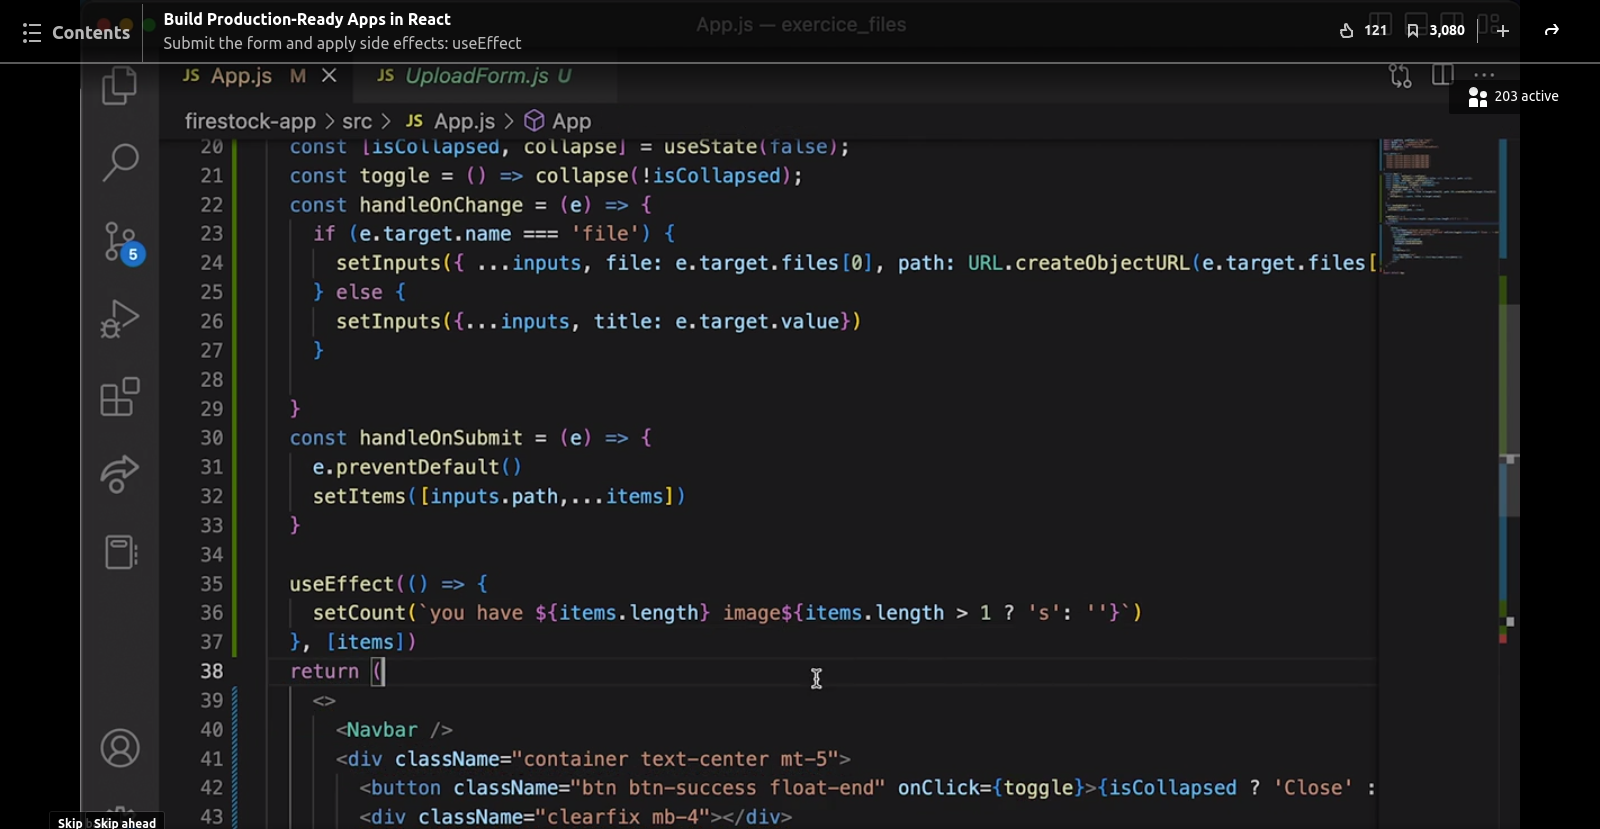 Contents
Build Production-Ready Apps in React
Submit the form and apply side effects: useEffect
App.js — exercice_files
121
3,080
203 active
JS App.js M
JS UploadForm.js U
firestock-app > src > JS App.js > App
5
20 const [isCollapsed, collapse] = useState(false);
21 const toggle = () => collapse(!isCollapsed);
22 const handleOnChange = (e) => {
23 if (e.target.name === 'file') {
24 setInputs({ ...inputs, file: e.target.files[0], path: URL.createObjectURL(e.target.files[
25 } else {
26 setInputs({...inputs, title: e.target.value})
27 }
28
29 }
30 const handleOnSubmit = (e) => {
31 e.preventDefault()
32 setItems([inputs.path,...items])
33 }
34
35 useEffect(() => {
36 setCount(`you have ${items.length} image${items.length > 1 ? 's': ''}`)
37 }, [items])
38 return (
39 <>
40 <Navbar />
41 <div className="container text-center mt-5">
42 <button className="btn btn-success float-end" onClick={toggle}>{isCollapsed ? 'Close' :
43 <div className="clearfix mb-4"></div>
Skip
Skip ahead